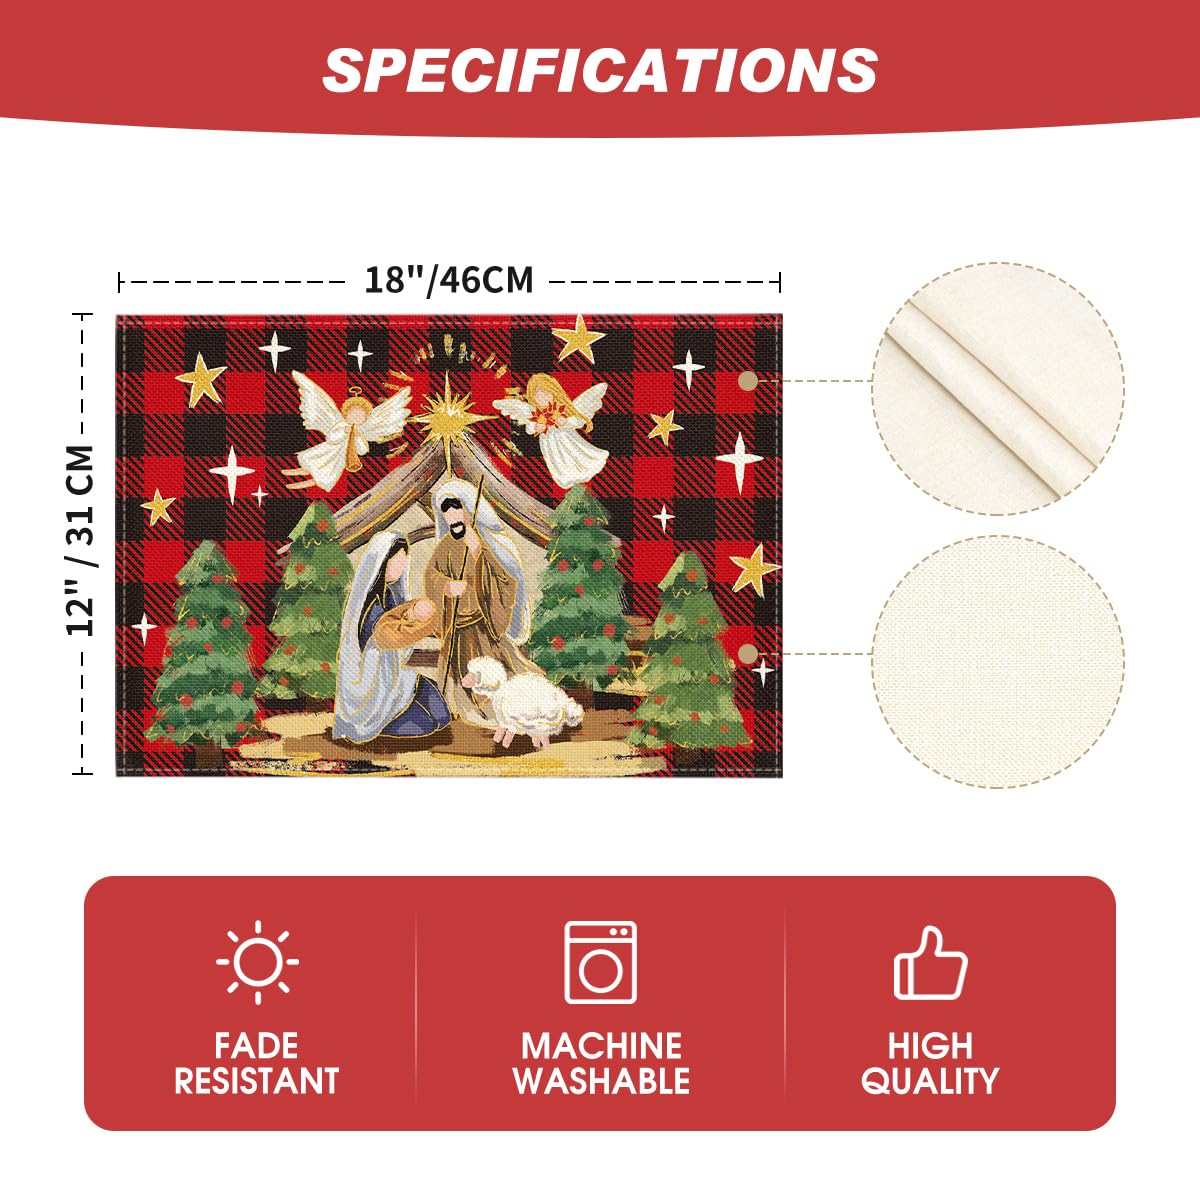 SPECIFICATIONS
18"/46CM
12" / 31 CM
FADE
RESISTANT
MACHINE
WASHABLE
HIGH
QUALITY